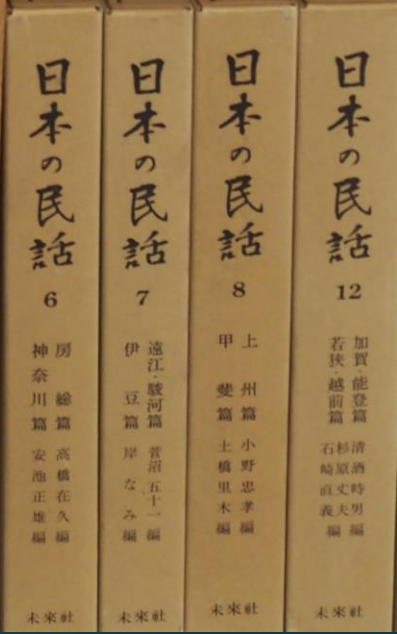 日本の民話
6
房総篇 高橋在久編
神奈川篇 安池正雄編
未來社
日本の民話
7
遠江・駿河篇 菅沼五十一編
伊豆篇 岸なみ編
未來社
日本の民話
8
上州篇 小野忠孝編
甲斐篇 土橋里木編
未來社
日本の民話
12
加賀・能登篇 清酒時男編
若狭・越前篇 杉原丈夫 石崎直義編
未來社